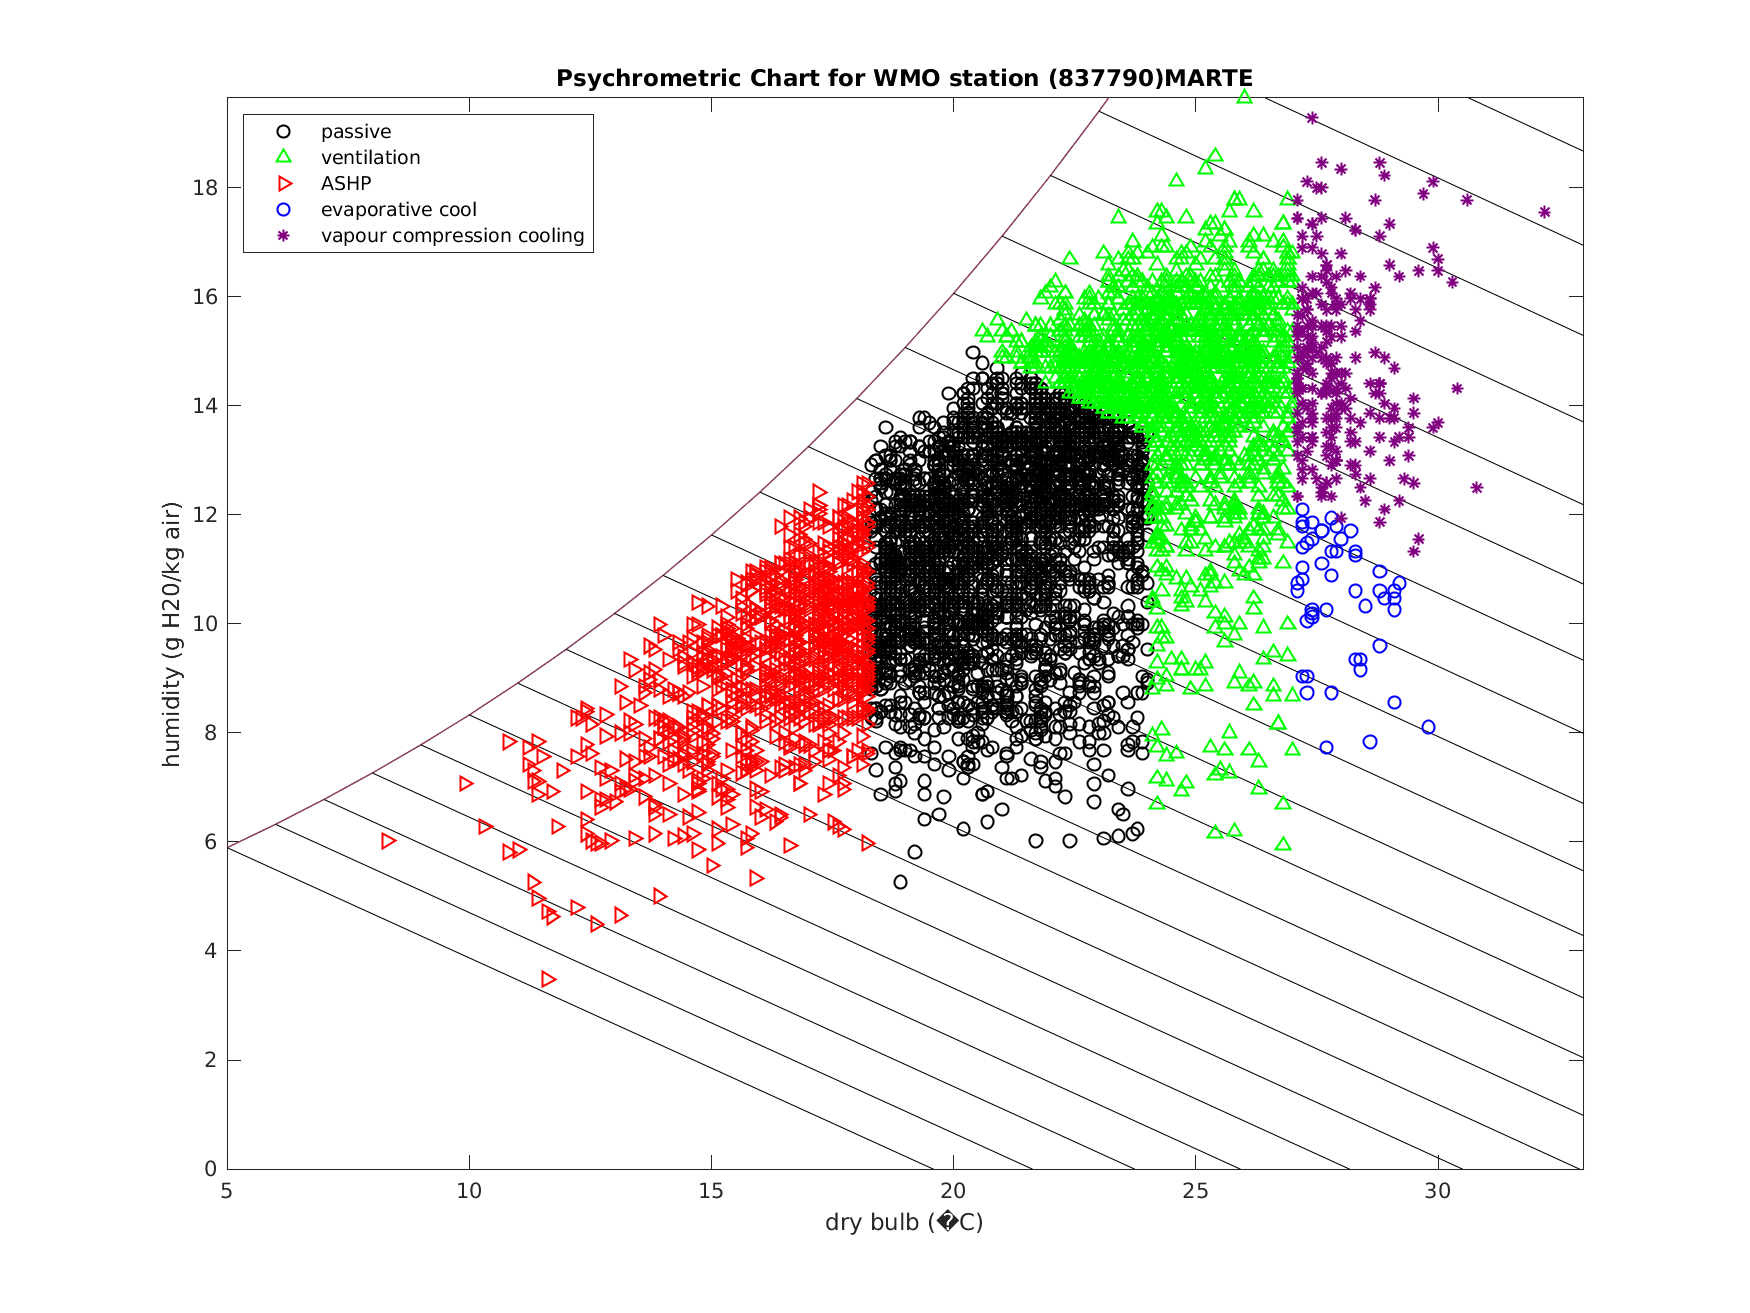 Psychrometric Chart for WMO station (837790)MARTE
passive
ventilation
ASHP
evaporative cool
vapour compression cooling
humidity (g H20/kg air)
18
16
14
12
10
8
6
4
2
0
5 10 15 20 25 30
dry bulb (�C)